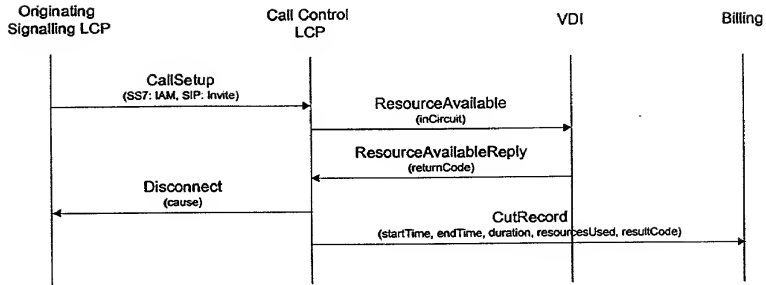 Originating
Signalling LCP
Call Control
LCP
VDI
Billing
CallSetup
(SS7: IAM, SIP: Invite)
ResourceAvailable
(inCircuit)
ResourceAvailableReply
(returnCode)
Disconnect
(cause)
CutRecord
(startTime, endTime, duration, resourcesUsed, resultCode)